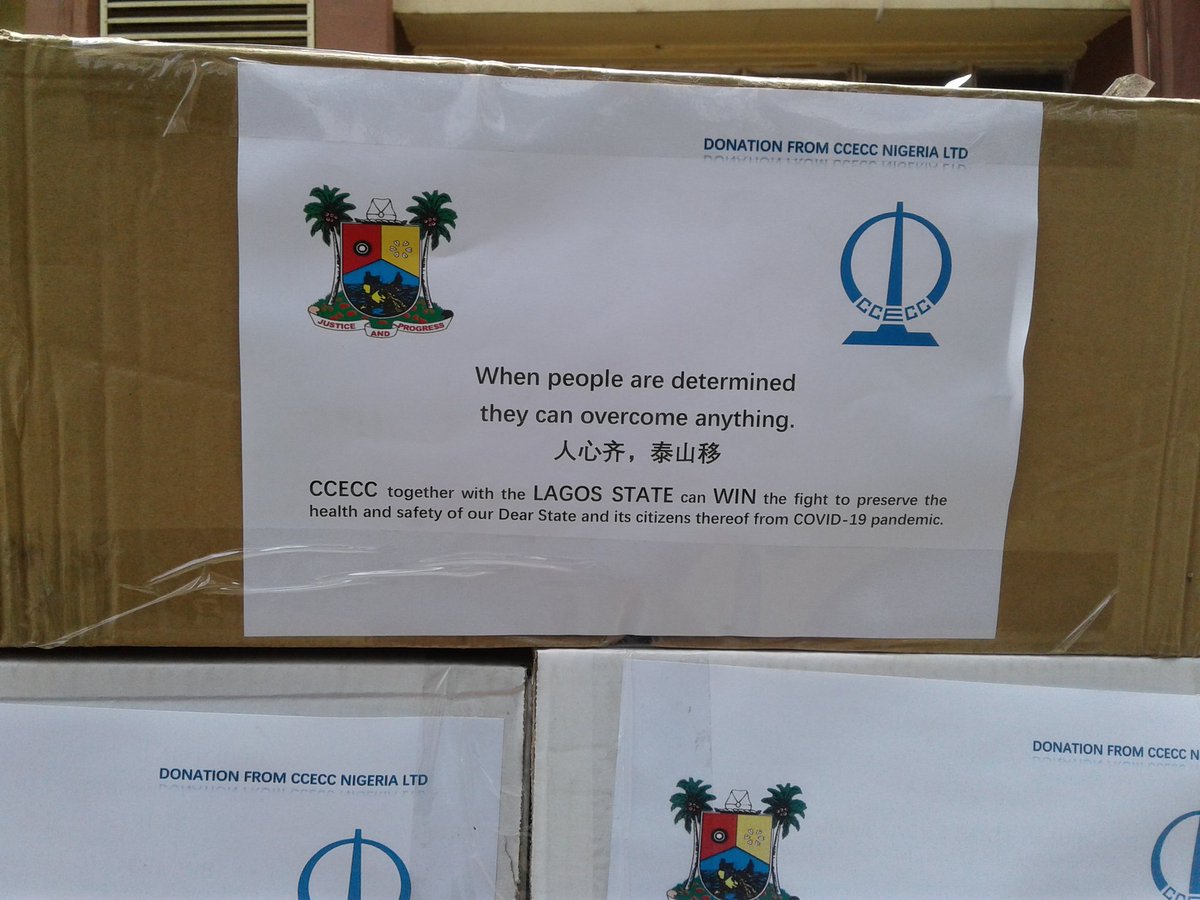 DONATION FROM CCECC NIGERIA LTD
JUSTICE AND PROGRESS
CCECC
When people are determined
they can overcome anything.
人心齐，泰山移
CCECC together with the LAGOS STATE can WIN the fight to preserve the
health and safety of our Dear State and its citizens thereof from COVID-19 pandemic.
DONATION FROM CCECC NIGERIA LTD
DONATION FROM CCECC N
CC